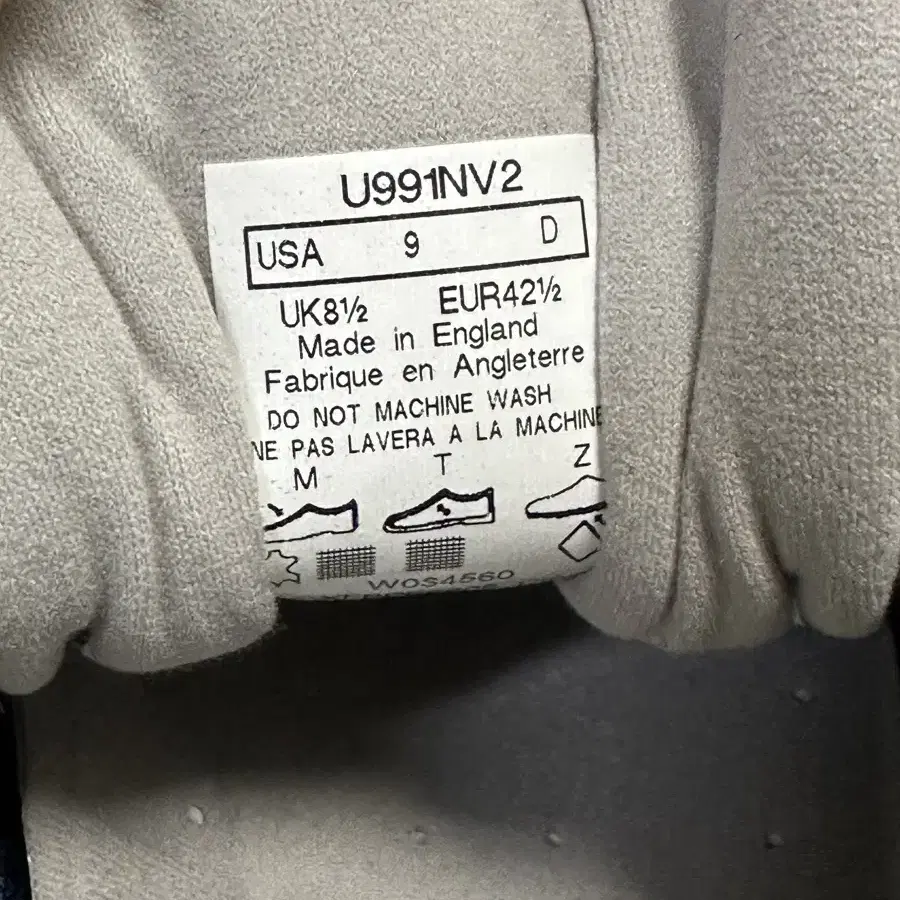 U991NV2
USA 9 D
UK8½ EUR42½
Made in England
Fabrique en Angleterre
DO NOT MACHINE WASH
NE PAS LAVERA A LA MACHINE
M T Z
WOS4560